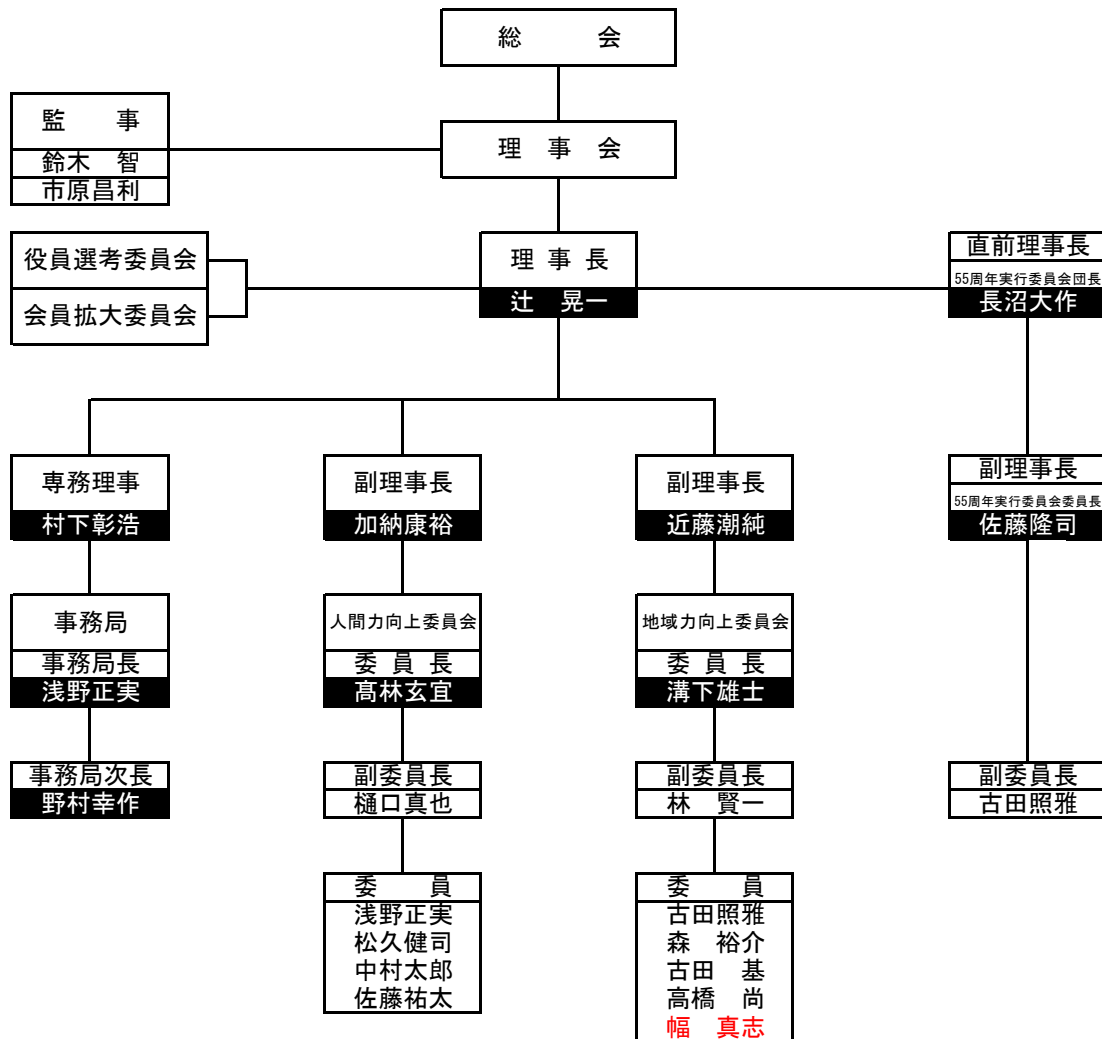 総　会
監　事
鈴木　智
市原昌利
理　事　会
役員選考委員会
会員拡大委員会
理 事 長
辻　晃一
直前理事長
55周年実行委員会団長
長沼大作
専務理事
村下彰浩
副理事長
加納康裕
副理事長
近藤潮純
副理事長
55周年実行委員会委員長
佐藤隆司
事務局
事務局長
浅野正実
人間力向上委員会
委 員 長
髙林玄宜
地域力向上委員会
委 員 長
溝下雄士
事務局次長
野村幸作
副委員長
樋口真也
副委員長
林　賢一
副委員長
古田照雅
委　員
浅野正実
松久健司
中村太郎
佐藤祐太
委　員
古田照雅
森　裕介
古田　基
高橋　尚
幅　真志